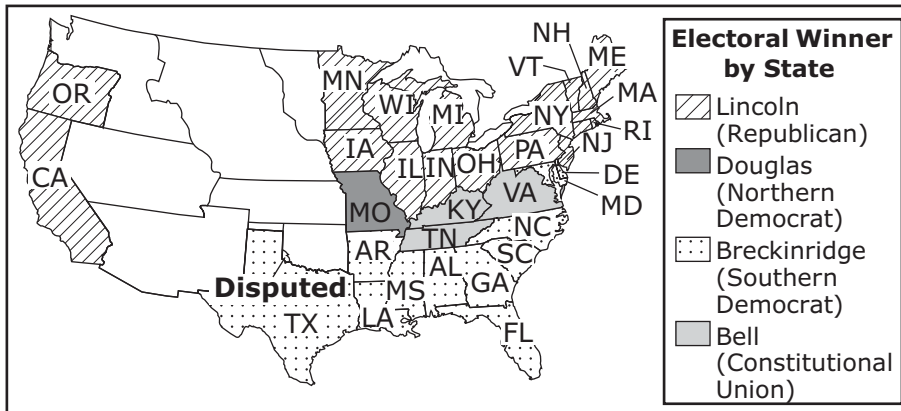 NH
ME
VT
MN
OR
WI
MI
NY
MA
RI
IA
PA
NJ
CA
IL
IN
OH
DE
MD
MO
KY
VA
TN
NC
AR
SC
Disputed
MS
AL
GA
TX
LA
FL
Electoral Winner
by State
Lincoln
(Republican)
Douglas
(Northern
Democrat)
Breckinridge
(Southern
Democrat)
Bell
(Constitutional
Union)